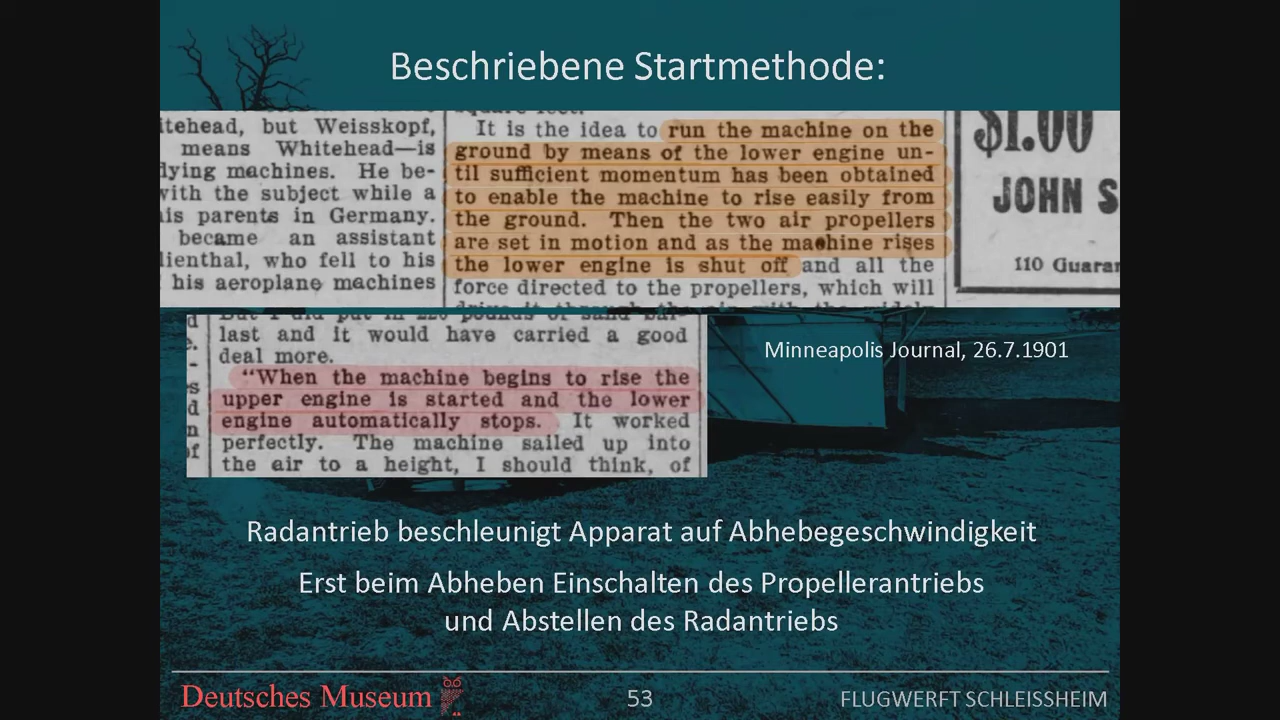 Beschriebene Startmethode:
itehead, but Weisskopf,
means Whitehead—is
lying machines. He be-
with the subject while a
his parents in Germany.
became an assistant
lienthal, who fell to his
his aeroplane machines
It is the idea to run the machine on the
ground by means of the lower engine un-
til sufficient momentum has been obtained
to enable the machine to rise easily from
the ground. Then the two air propellers
are set in motion and as the machine rises
the lower engine is shut off and all the
force directed to the propellers, which will
$1.00
JOHN S
110 Guaran
Minneapolis Journal, 26.7.1901
last and it would have carried a good
deal more.
“When the machine begins to rise the
upper engine is started and the lower
engine automatically stops. It worked
perfectly. The machine sailed up into
the air to a height, I should think, of
Radantrieb beschleunigt Apparat auf Abhebegeschwindigkeit
Erst beim Abheben Einschalten des Propellerantriebs
und Abstellen des Radantriebs
Deutsches Museum
53
FLUGWERFT SCHLEISSHEIM